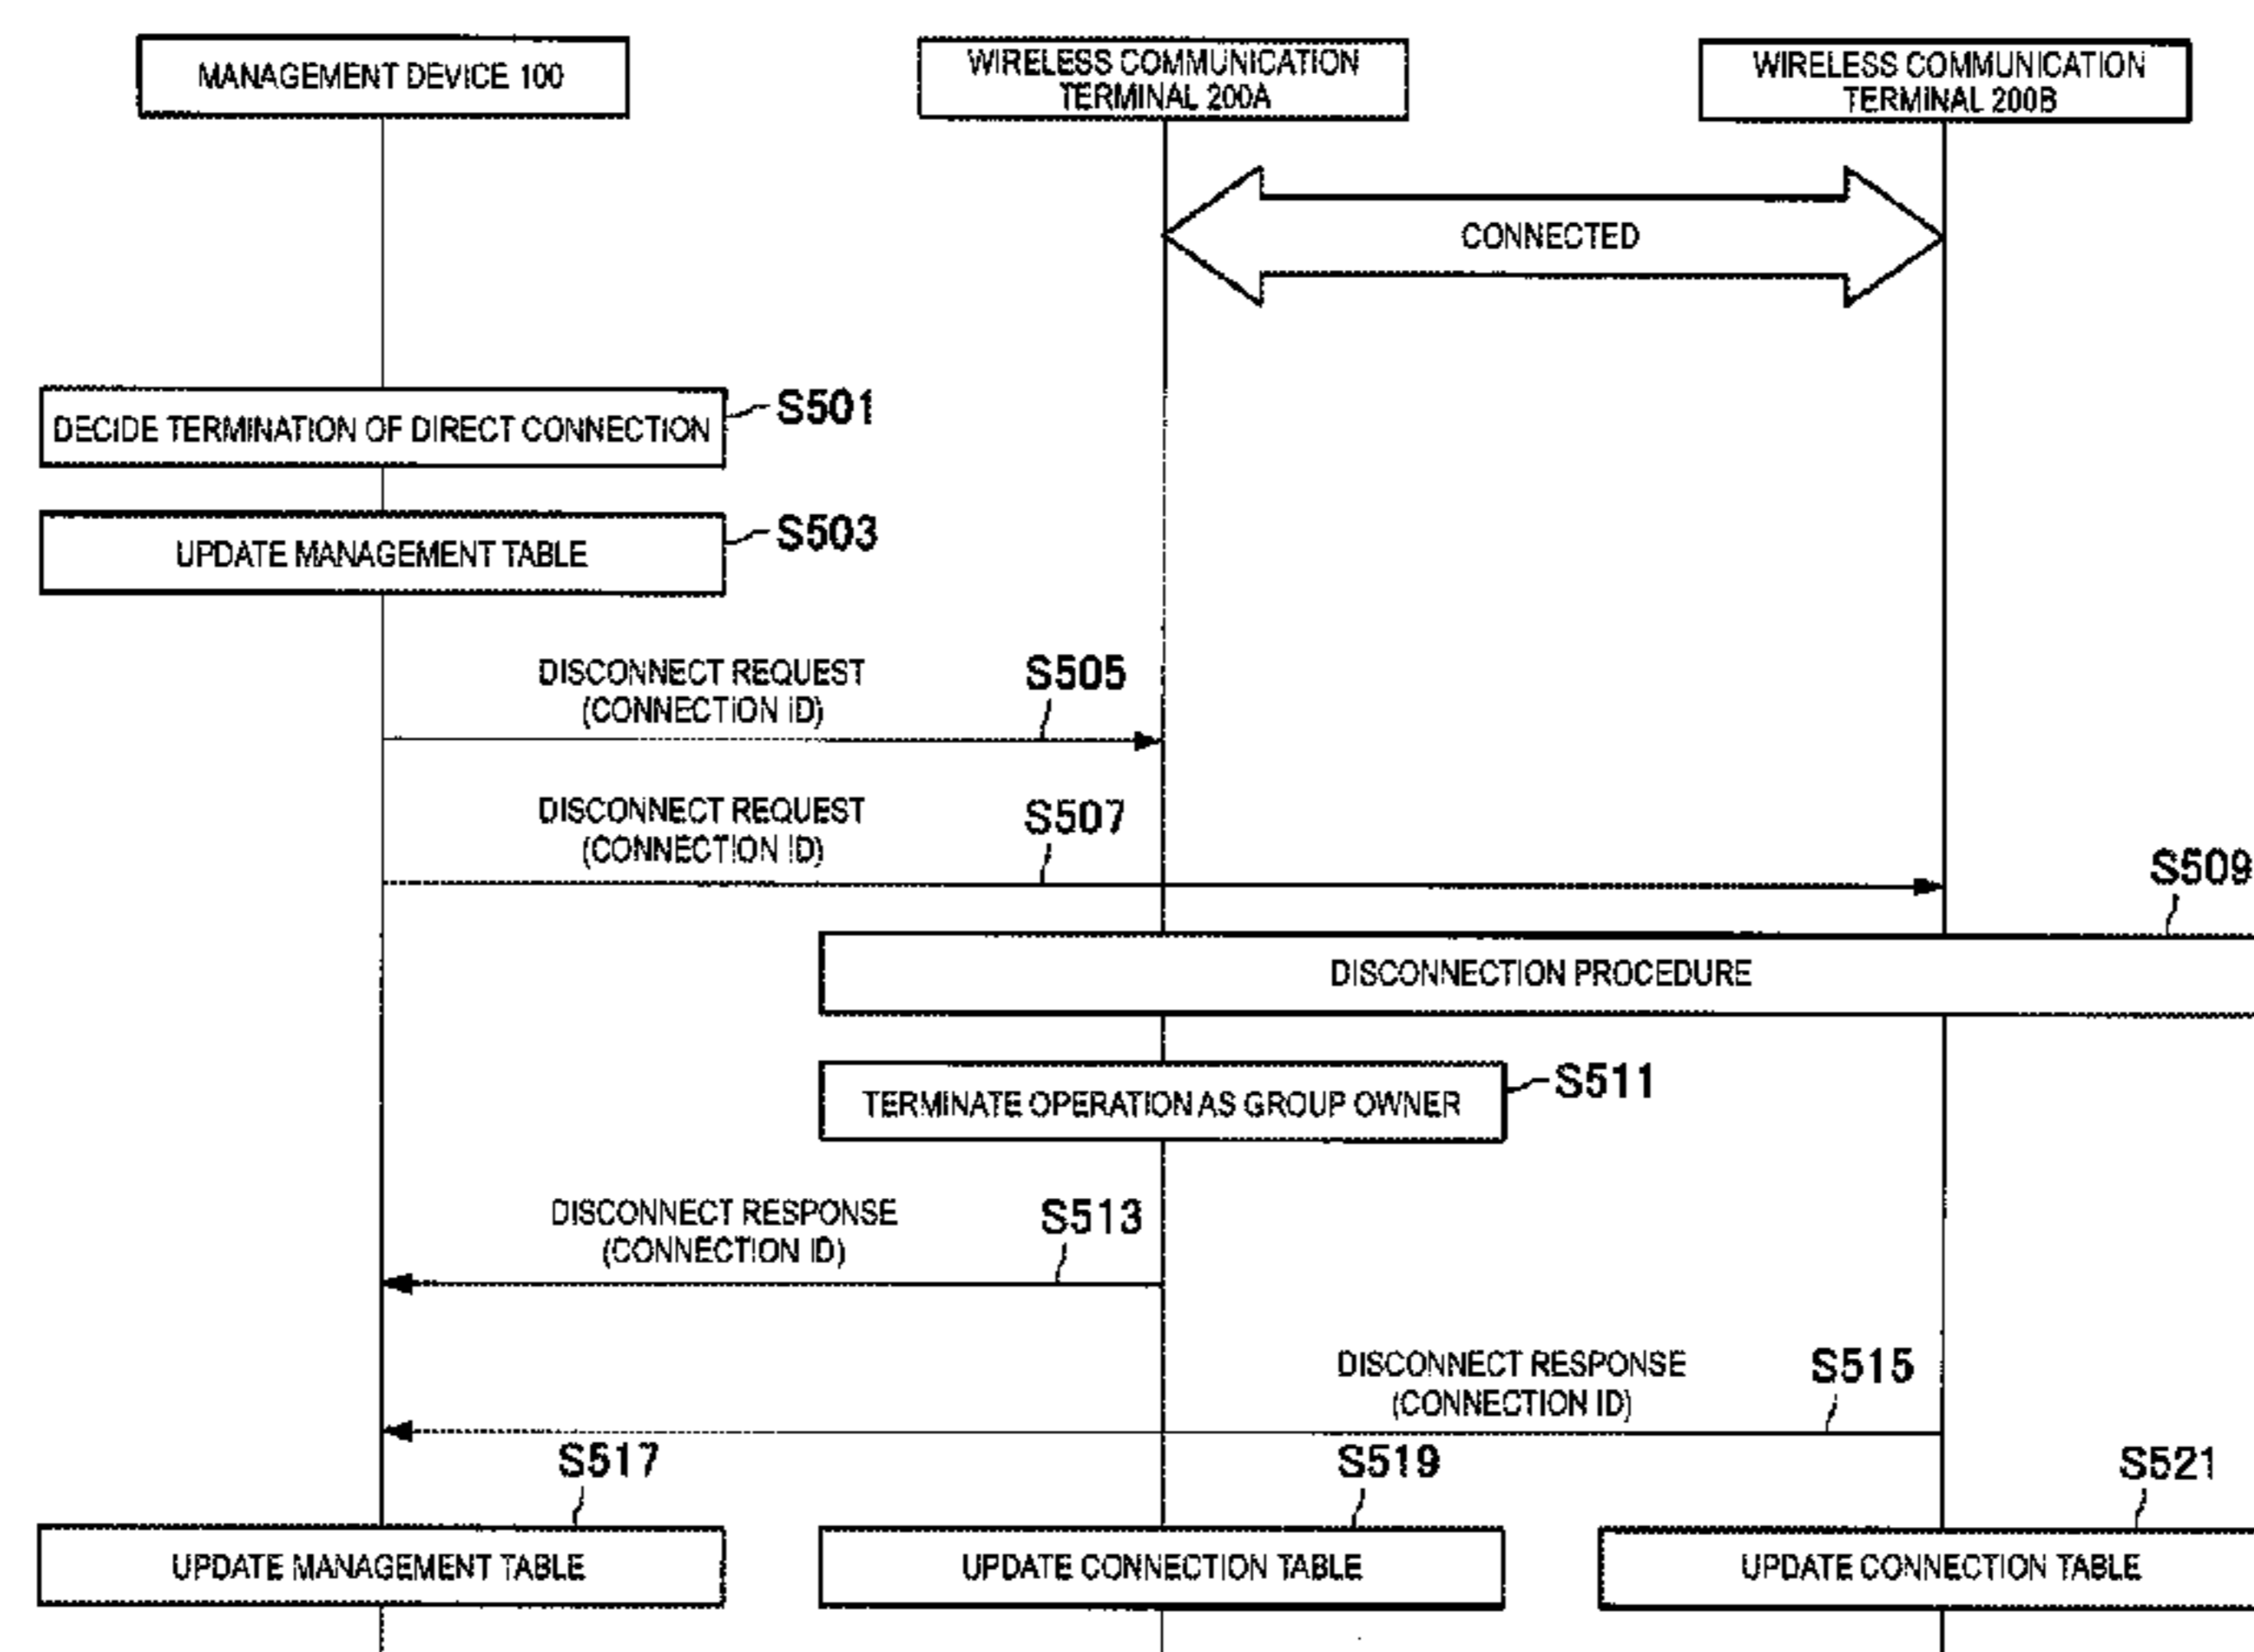 MANAGEMENT DEVICE 100
WIRELESS COMMUNICATION
TERMINAL 200A
WIRELESS COMMUNICATION
TERMINAL 200B
CONNECTED
DECIDE TERMINATION OF DIRECT CONNECTION
S501
UPDATE MANAGEMENT TABLE
S503
DISCONNECT REQUEST
(CONNECTION ID)
S505
DISCONNECT REQUEST
(CONNECTION ID)
S507
S509
DISCONNECTION PROCEDURE
TERMINATE OPERATION AS GROUP OWNER
S511
DISCONNECT RESPONSE
(CONNECTION ID)
S513
DISCONNECT RESPONSE
(CONNECTION ID)
S515
S517
S519
S521
UPDATE MANAGEMENT TABLE
UPDATE CONNECTION TABLE
UPDATE CONNECTION TABLE